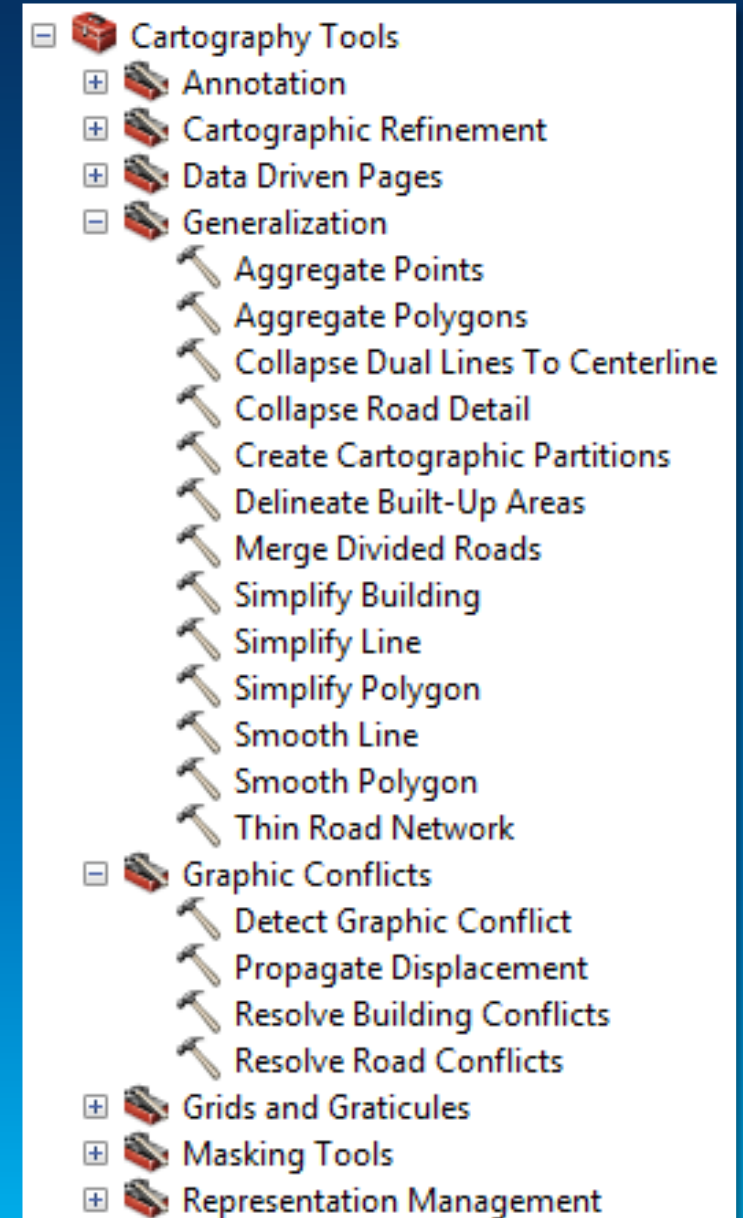 Cartography Tools
Annotation
Cartographic Refinement
Data Driven Pages
Generalization
Aggregate Points
Aggregate Polygons
Collapse Dual Lines To Centerline
Collapse Road Detail
Create Cartographic Partitions
Delineate Built-Up Areas
Merge Divided Roads
Simplify Building
Simplify Line
Simplify Polygon
Smooth Line
Smooth Polygon
Thin Road Network
Graphic Conflicts
Detect Graphic Conflict
Propagate Displacement
Resolve Building Conflicts
Resolve Road Conflicts
Grids and Graticules
Masking Tools
Representation Management